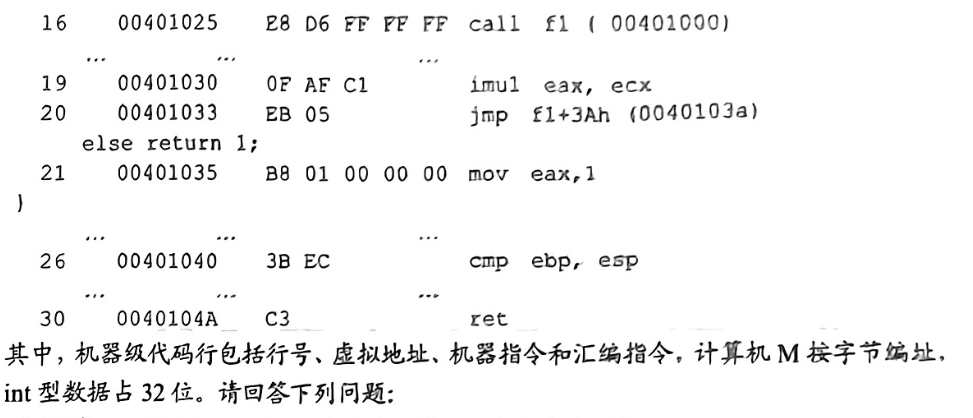 16 00401025 E8 D6 FF FF FF call f1 ( 00401000)
... ... ...
19 00401030 0F AF C1 imul eax, ecx
20 00401033 EB 05 jmp f1+3Ah (0040103a)
else return 1;
21 00401035 B8 01 00 00 00 mov eax,1
}
... ... ...
26 00401040 3B EC cmp ebp, esp
... ... ...
30 0040104A C3 ret
其中，机器级代码行包括行号、虚拟地址、机器指令和汇编指令，计算机 M 按字节编址，
int 型数据占 32 位。请回答下列问题：